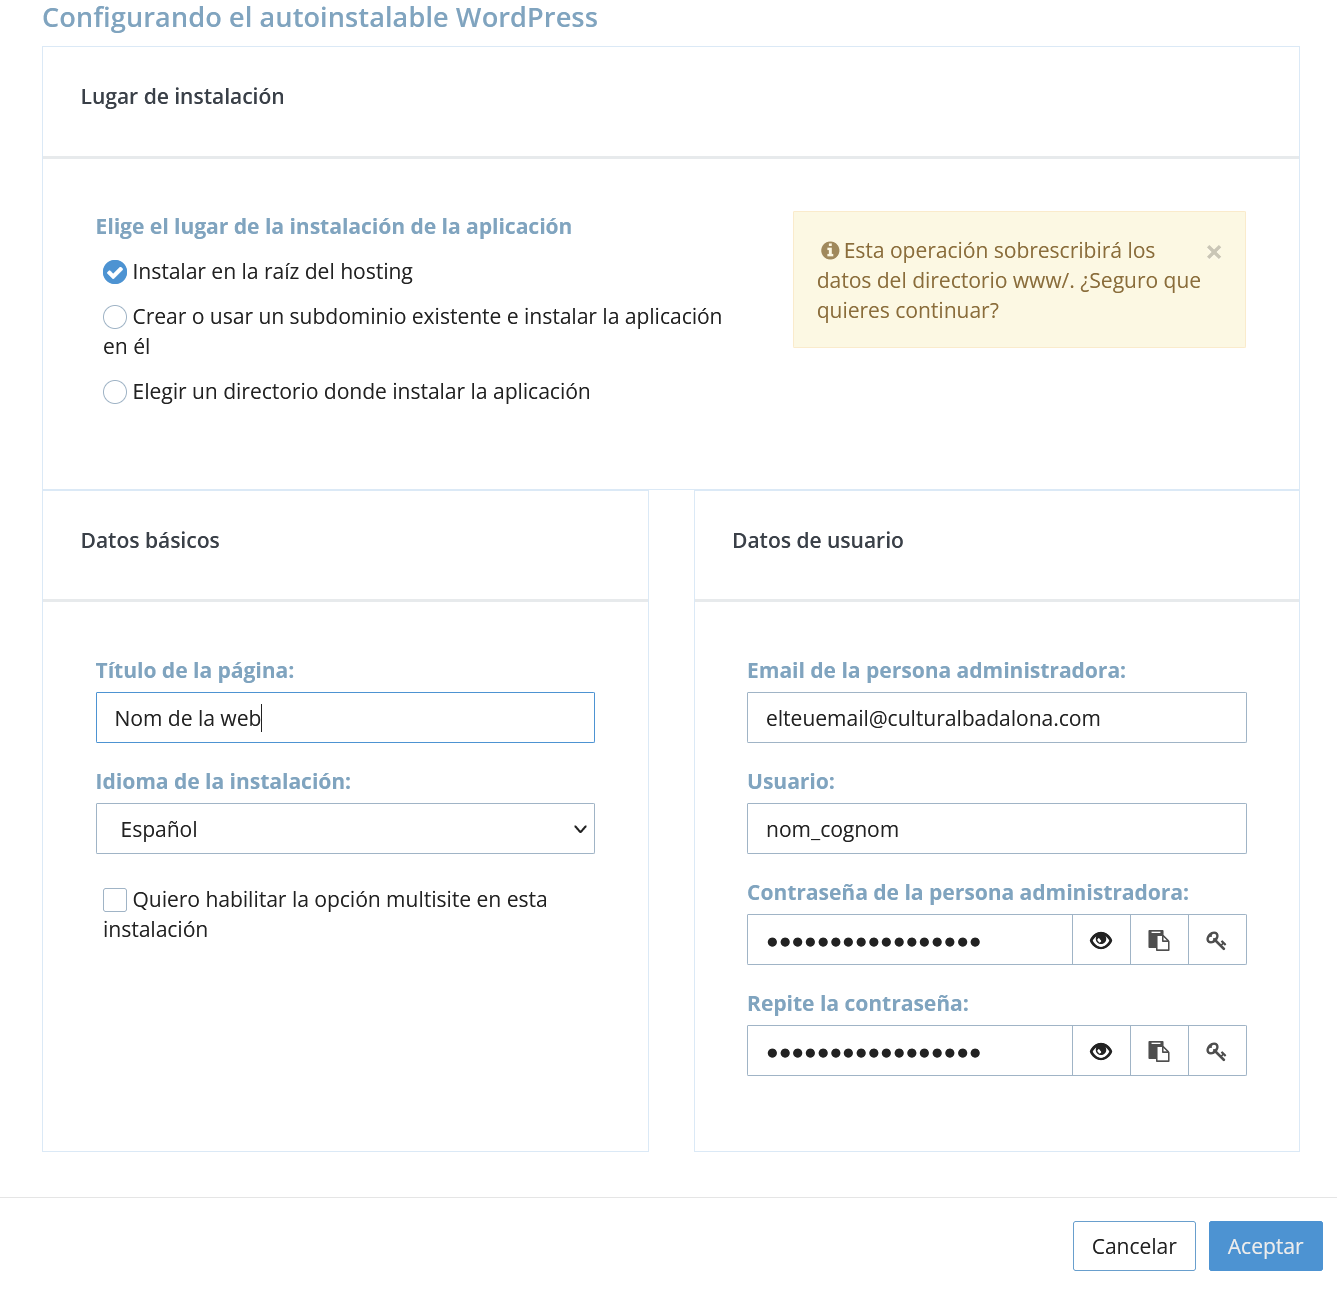 Configurando el autoinstalable WordPress
Lugar de instalación
Elige el lugar de la instalación de la aplicación
Instalar en la raíz del hosting
Crear o usar un subdominio existente e instalar la aplicación
en él
Elegir un directorio donde instalar la aplicación
Esta operación sobrescribirá los
datos del directorio www/. ¿Seguro que
quieres continuar?
Datos básicos
Título de la página:
Nom de la web
Idioma de la instalación:
Español
Quiero habilitar la opción multisite en esta
instalación
Datos de usuario
Email de la persona administradora:
elteuemail@culturalbadalona.com
Usuario:
nom_cognom
Contraseña de la persona administradora:
•••••••••••••••••
Repite la contraseña:
•••••••••••••••••
Cancelar
Aceptar